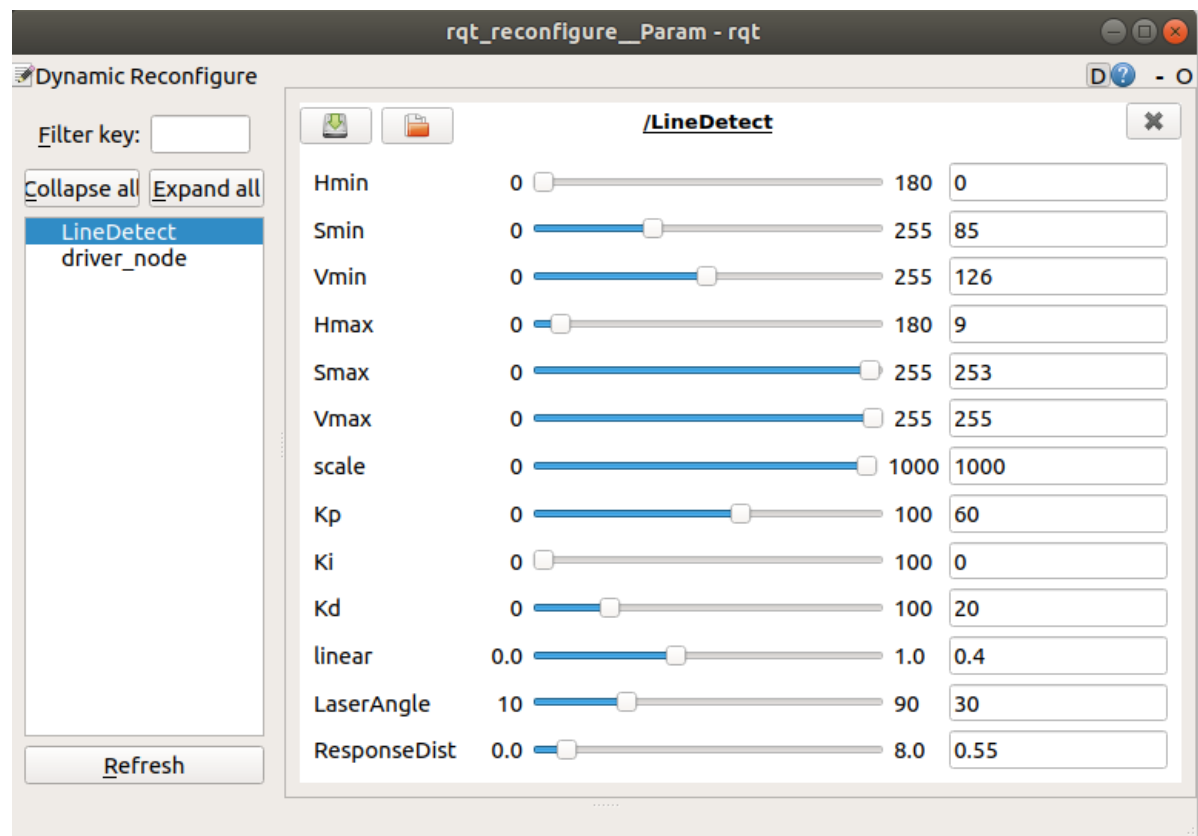 rqt_reconfigure__Param - rqt
Dynamic Reconfigure
D ? - O
Filter key:
Collapse all Expand all
LineDetect
driver_node
Refresh
/LineDetect
Hmin 0 180 0
Smin 0 255 85
Vmin 0 255 126
Hmax 0 180 9
Smax 0 255 253
Vmax 0 255 255
scale 0 1000 1000
Kp 0 100 60
Ki 0 100 0
Kd 0 100 20
linear 0.0 1.0 0.4
LaserAngle 10 90 30
ResponseDist 0.0 8.0 0.55